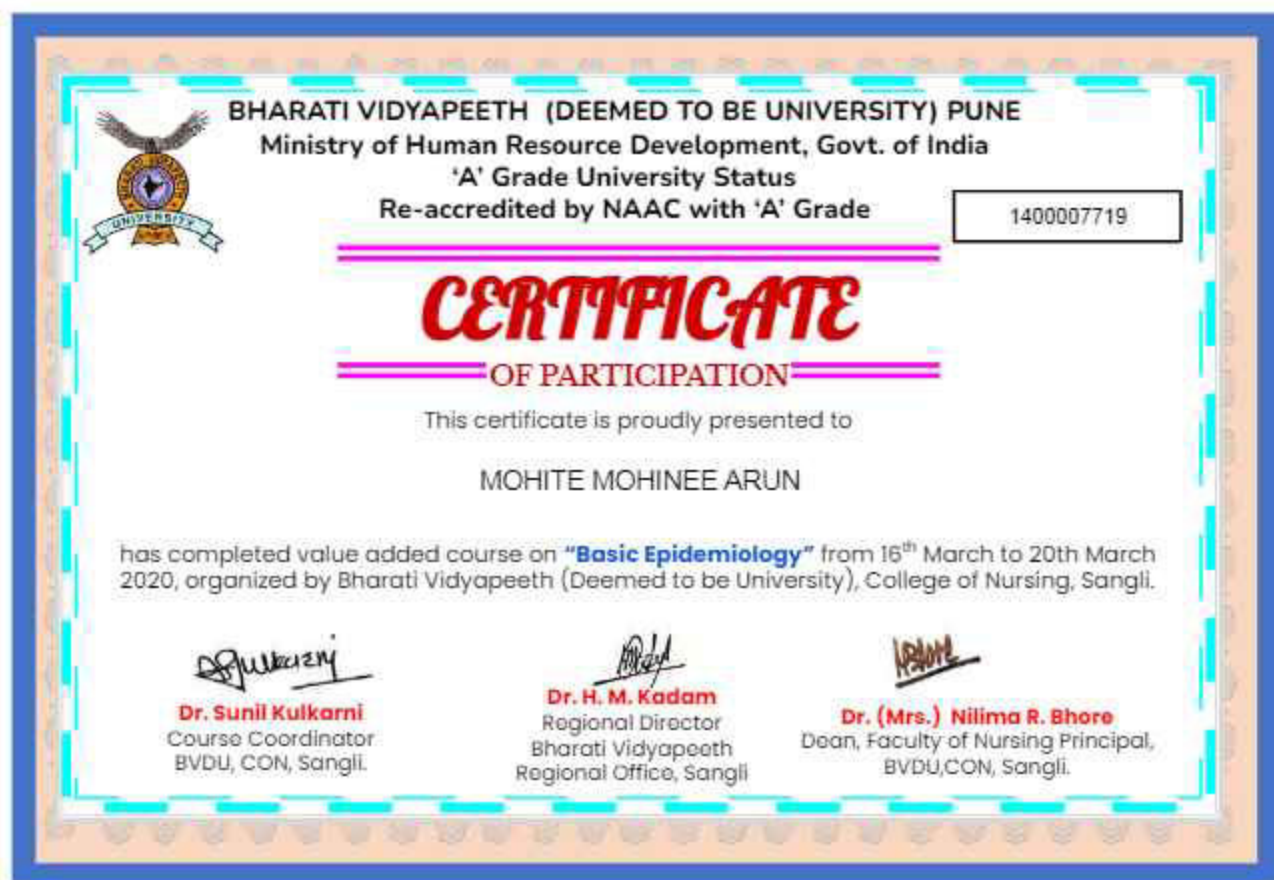 BHARATI VIDYAPEETH (DEEMED TO BE UNIVERSITY) PUNE
Ministry of Human Resource Development, Govt. of India
‘A’ Grade University Status
Re-accredited by NAAC with ‘A’ Grade
1400007719
BHARATI VIDYAPEETH
UNIVERSITY
CERTIFICATE
OF PARTICIPATION
This certificate is proudly presented to
MOHITE MOHINEE ARUN
has completed value added course on “Basic Epidemiology” from 16th March to 20th March
2020, organized by Bharati Vidyapeeth (Deemed to be University), College of Nursing, Sangli.
Dr. Sunil Kulkarni
Course Coordinator
BVDU, CON, Sangli.
Dr. H. M. Kadam
Regional Director
Bharati Vidyapeeth
Regional Office, Sangli
Dr. (Mrs.) Nilima R. Bhore
Dean, Faculty of Nursing Principal,
BVDU,CON, Sangli.